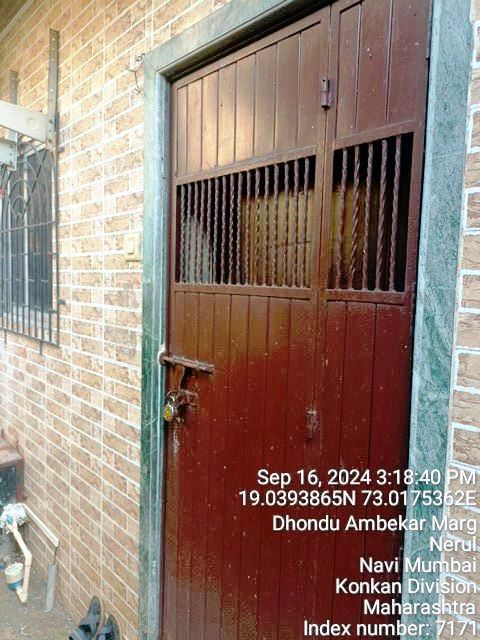 Sep 16, 2024 3:18:40 PM
19.0393865N 73.0175362E
Dhondu Ambekar Marg
Nerul
Navi Mumbai
Konkan Division
Maharashtra
Index number: 7171